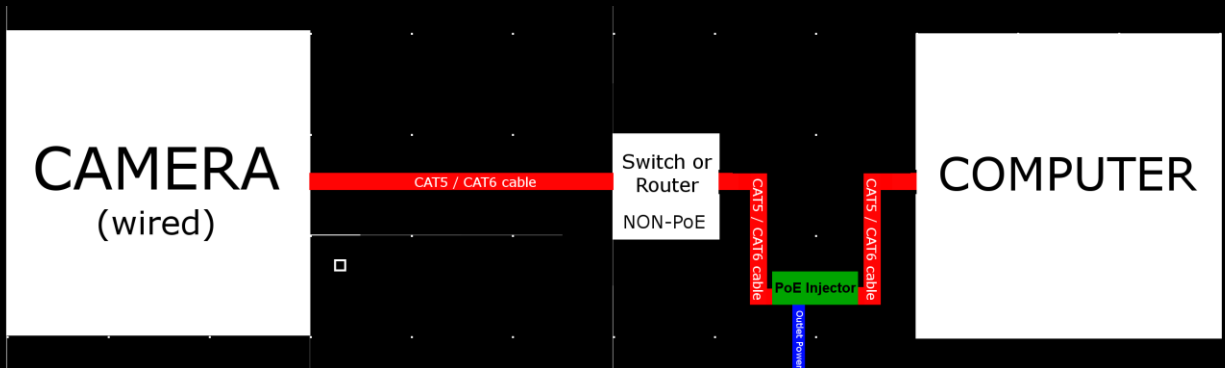 CAMERA
(wired)
CAT5 / CAT6 cable
Switch or
Router
NON-PoE
CAT5 / CAT6 cable
PoE Injector
Outlet Power
CAT5 / CAT6 cable
COMPUTER